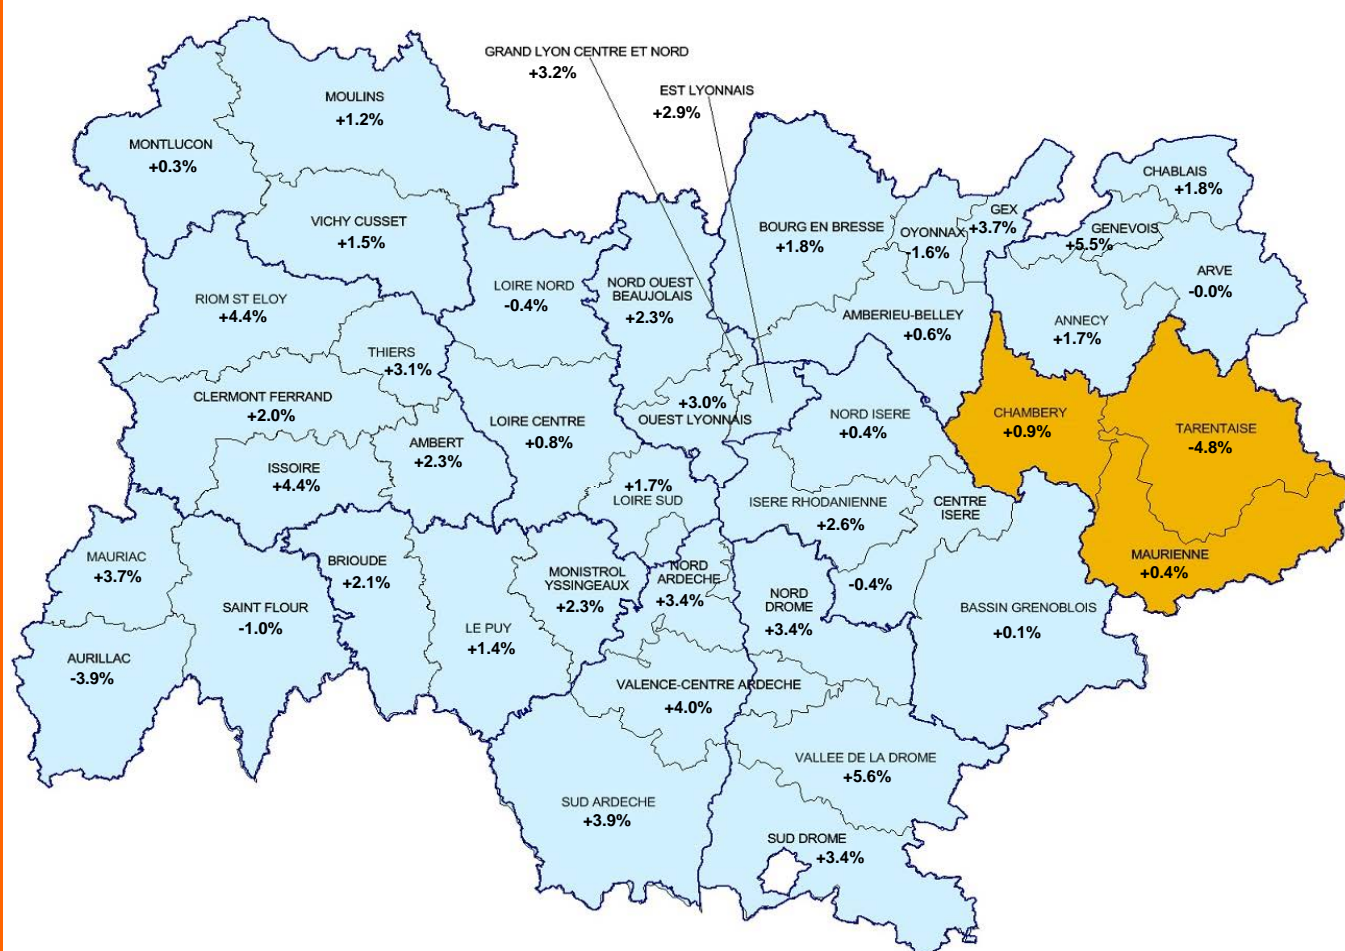 GRAND LYON CENTRE ET NORD
+3.2%
EST LYONNAIS
+2.9%
MOULINS
+1.2%
MONTLUCON
+0.3%
CHABLAIS
+1.8%
VICHY CUSSET
+1.5%
BOURG EN BRESSE
+1.8%
OYONNAX
-1.6%
GEX
+3.7%
GENEVOIS
+5.5%
ARVE
-0.0%
RIOM ST ELOY
+4.4%
LOIRE NORD
-0.4%
NORD OUEST
BEAUJOLAIS
+2.3%
AMBERIEU-BELLEY
+0.6%
ANNECY
+1.7%
THIERS
+3.1%
CLERMONT FERRAND
+2.0%
LOIRE CENTRE
+0.8%
+3.0%
OUEST LYONNAIS
NORD ISERE
+0.4%
CHAMBERY
+0.9%
TARENTAISE
-4.8%
AMBERT
+2.3%
ISSOIRE
+4.4%
+1.7%
LOIRE SUD
ISERE RHODANIENNE
+2.6%
CENTRE
ISERE
-0.4%
MAURIENNE
+0.4%
MAURIAC
+3.7%
BRIOUDE
+2.1%
MONISTROL
YSSINGEAUX
+2.3%
NORD
ARDECHE
+3.4%
NORD
DROME
+3.4%
BASSIN GRENOBLOIS
+0.1%
SAINT FLOUR
-1.0%
LE PUY
+1.4%
AURILLAC
-3.9%
VALENCE-CENTRE ARDECHE
+4.0%
VALLEE DE LA DROME
+5.6%
SUD ARDECHE
+3.9%
SUD DROME
+3.4%